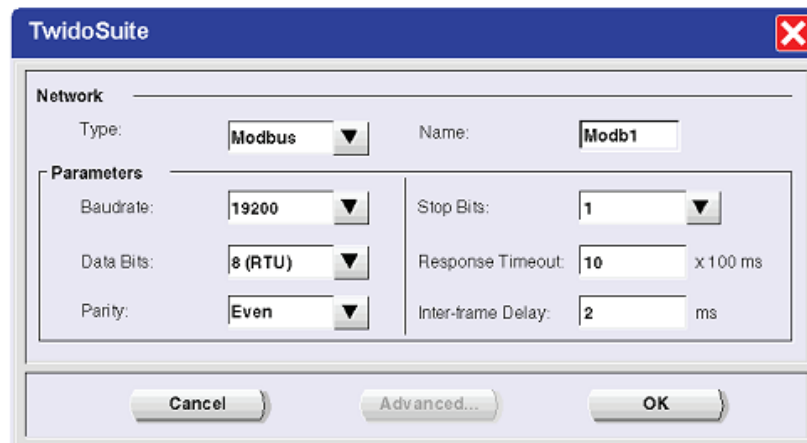 TwidoSuite
Network
Type: Modbus Name: Modb1
Parameters
Baudrate: 19200 Stop Bits: 1
Data Bits: 8 (RTU) Response Timeout: 10 x 100 ms
Parity: Even Inter-frame Delay: 2 ms
Cancel Advanced... OK